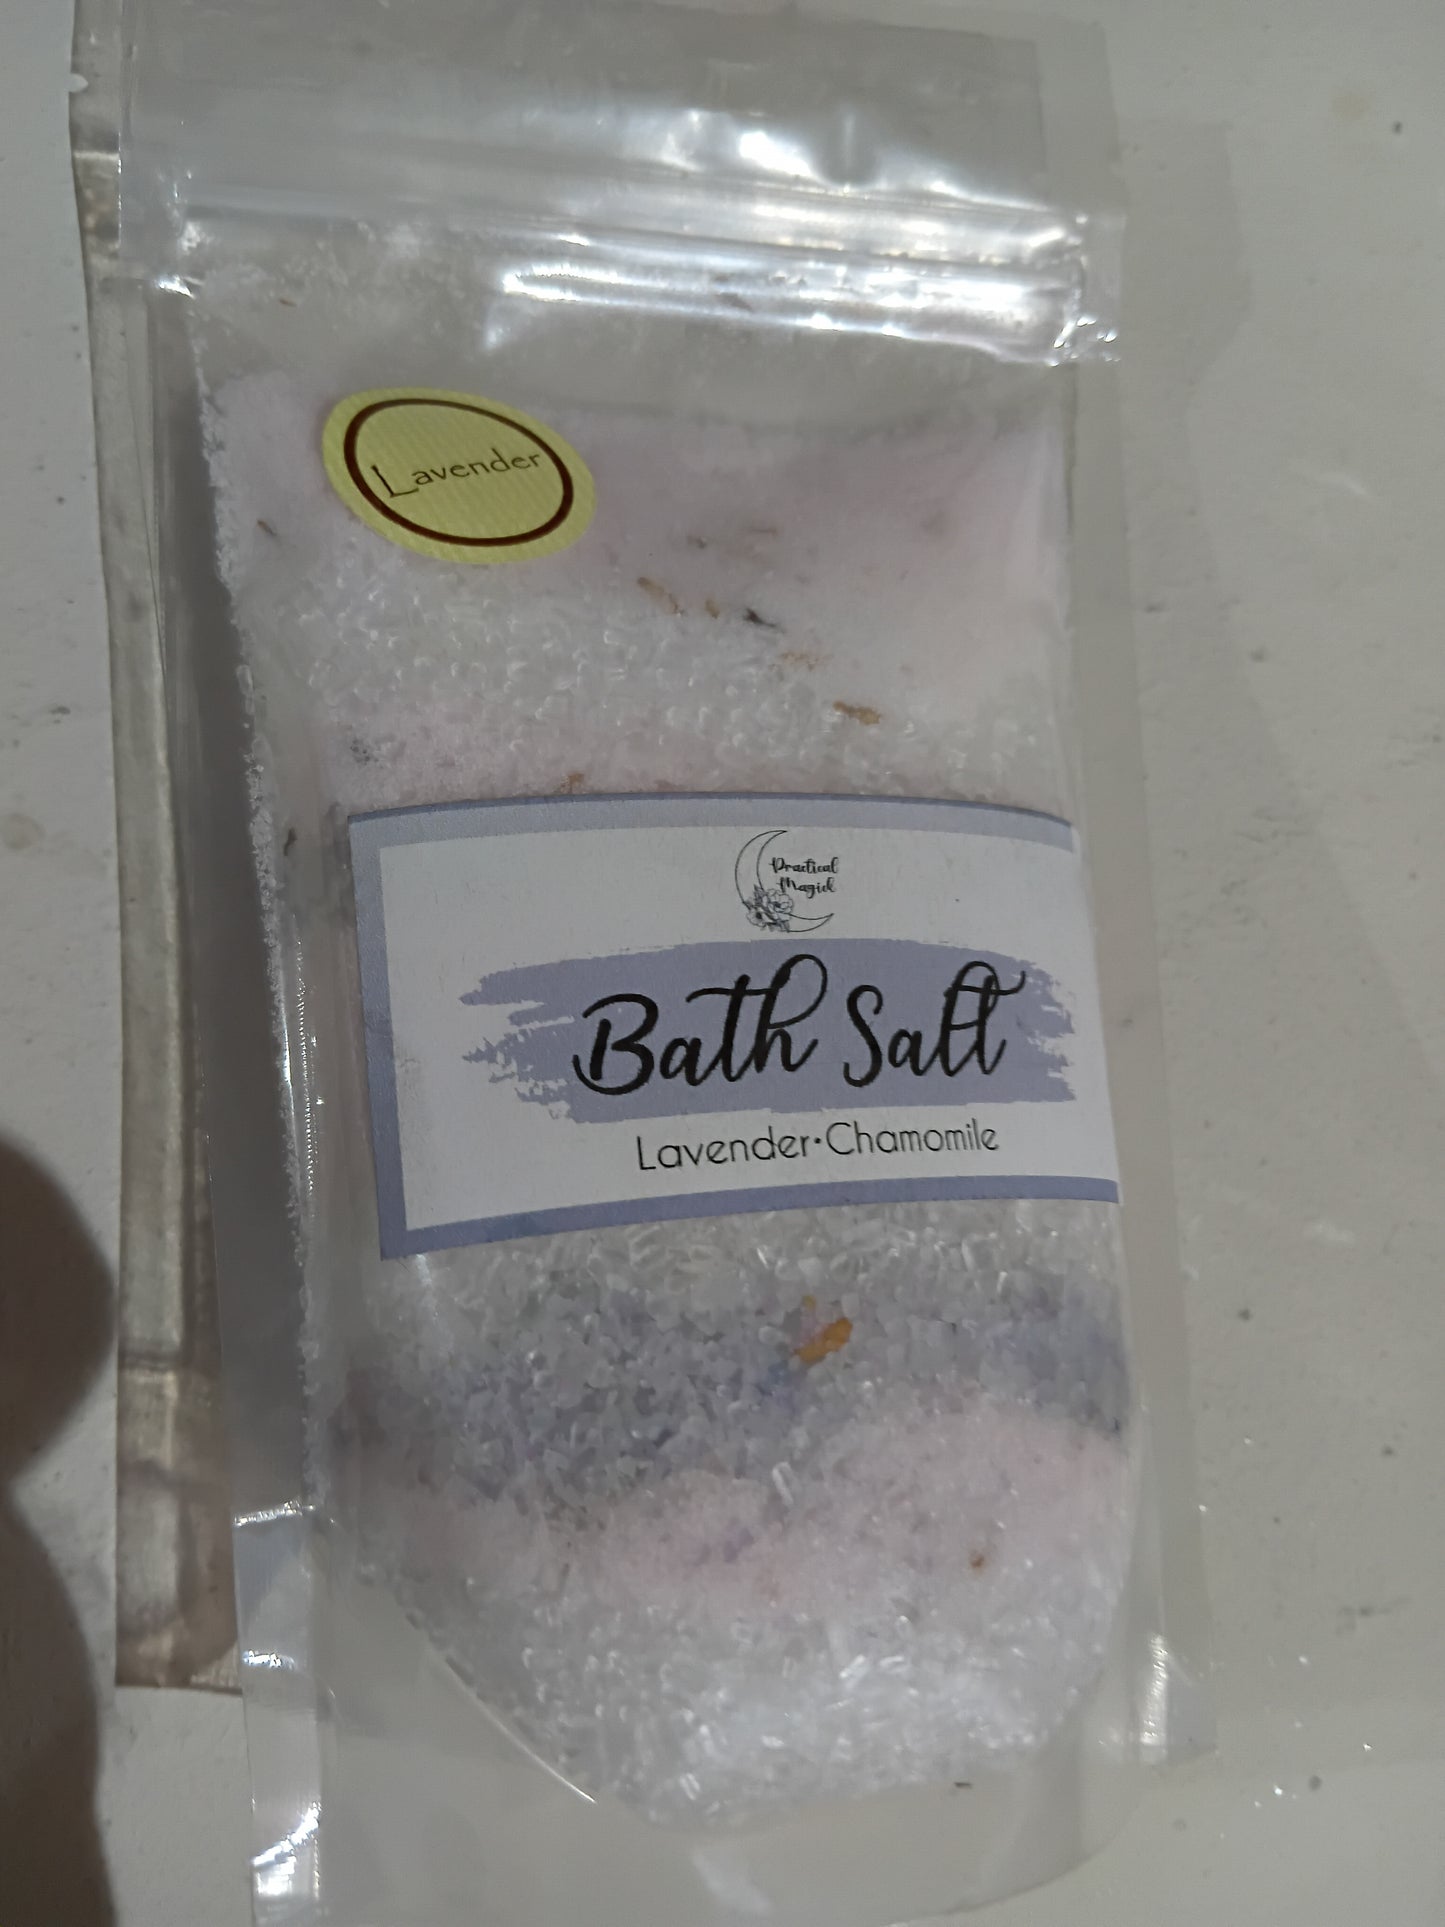 Lavender
Practical
Magick
Bath Salt
Lavender•Chamomile